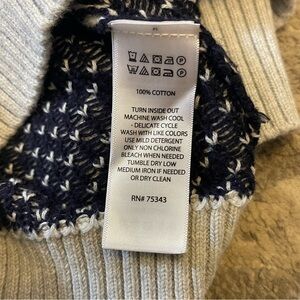 100% COTTON
TURN INSIDE OUT
MACHINE WASH COOL
- DELICATE CYCLE
WASH WITH LIKE COLORS
USE MILD DETERGENT
ONLY NON CHLORINE
BLEACH WHEN NEEDED
TUMBLE DRY LOW
MEDIUM IRON IF NEEDED
OR DRY CLEAN
RN# 75343